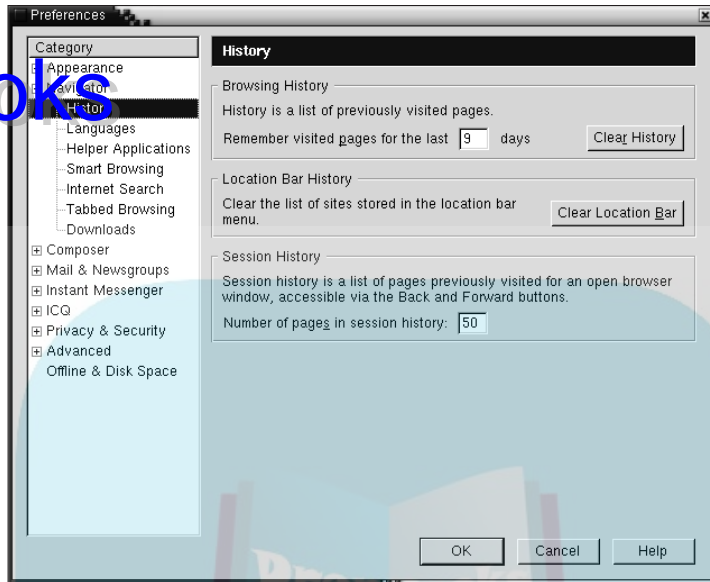 Preferences
Category
Appearance
Navigator
History
Languages
Helper Applications
Smart Browsing
Internet Search
Tabbed Browsing
Downloads
Composer
Mail & Newsgroups
Instant Messenger
ICQ
Privacy & Security
Advanced
Offline & Disk Space
oks
History
Browsing History
History is a list of previously visited pages.
Remember visited pages for the last 9 days
Clear History
Location Bar History
Clear the list of sites stored in the location bar
menu.
Clear Location Bar
Session History
Session history is a list of pages previously visited for an open browser
window, accessible via the Back and Forward buttons.
Number of pages in session history: 50
OK
Cancel
Help